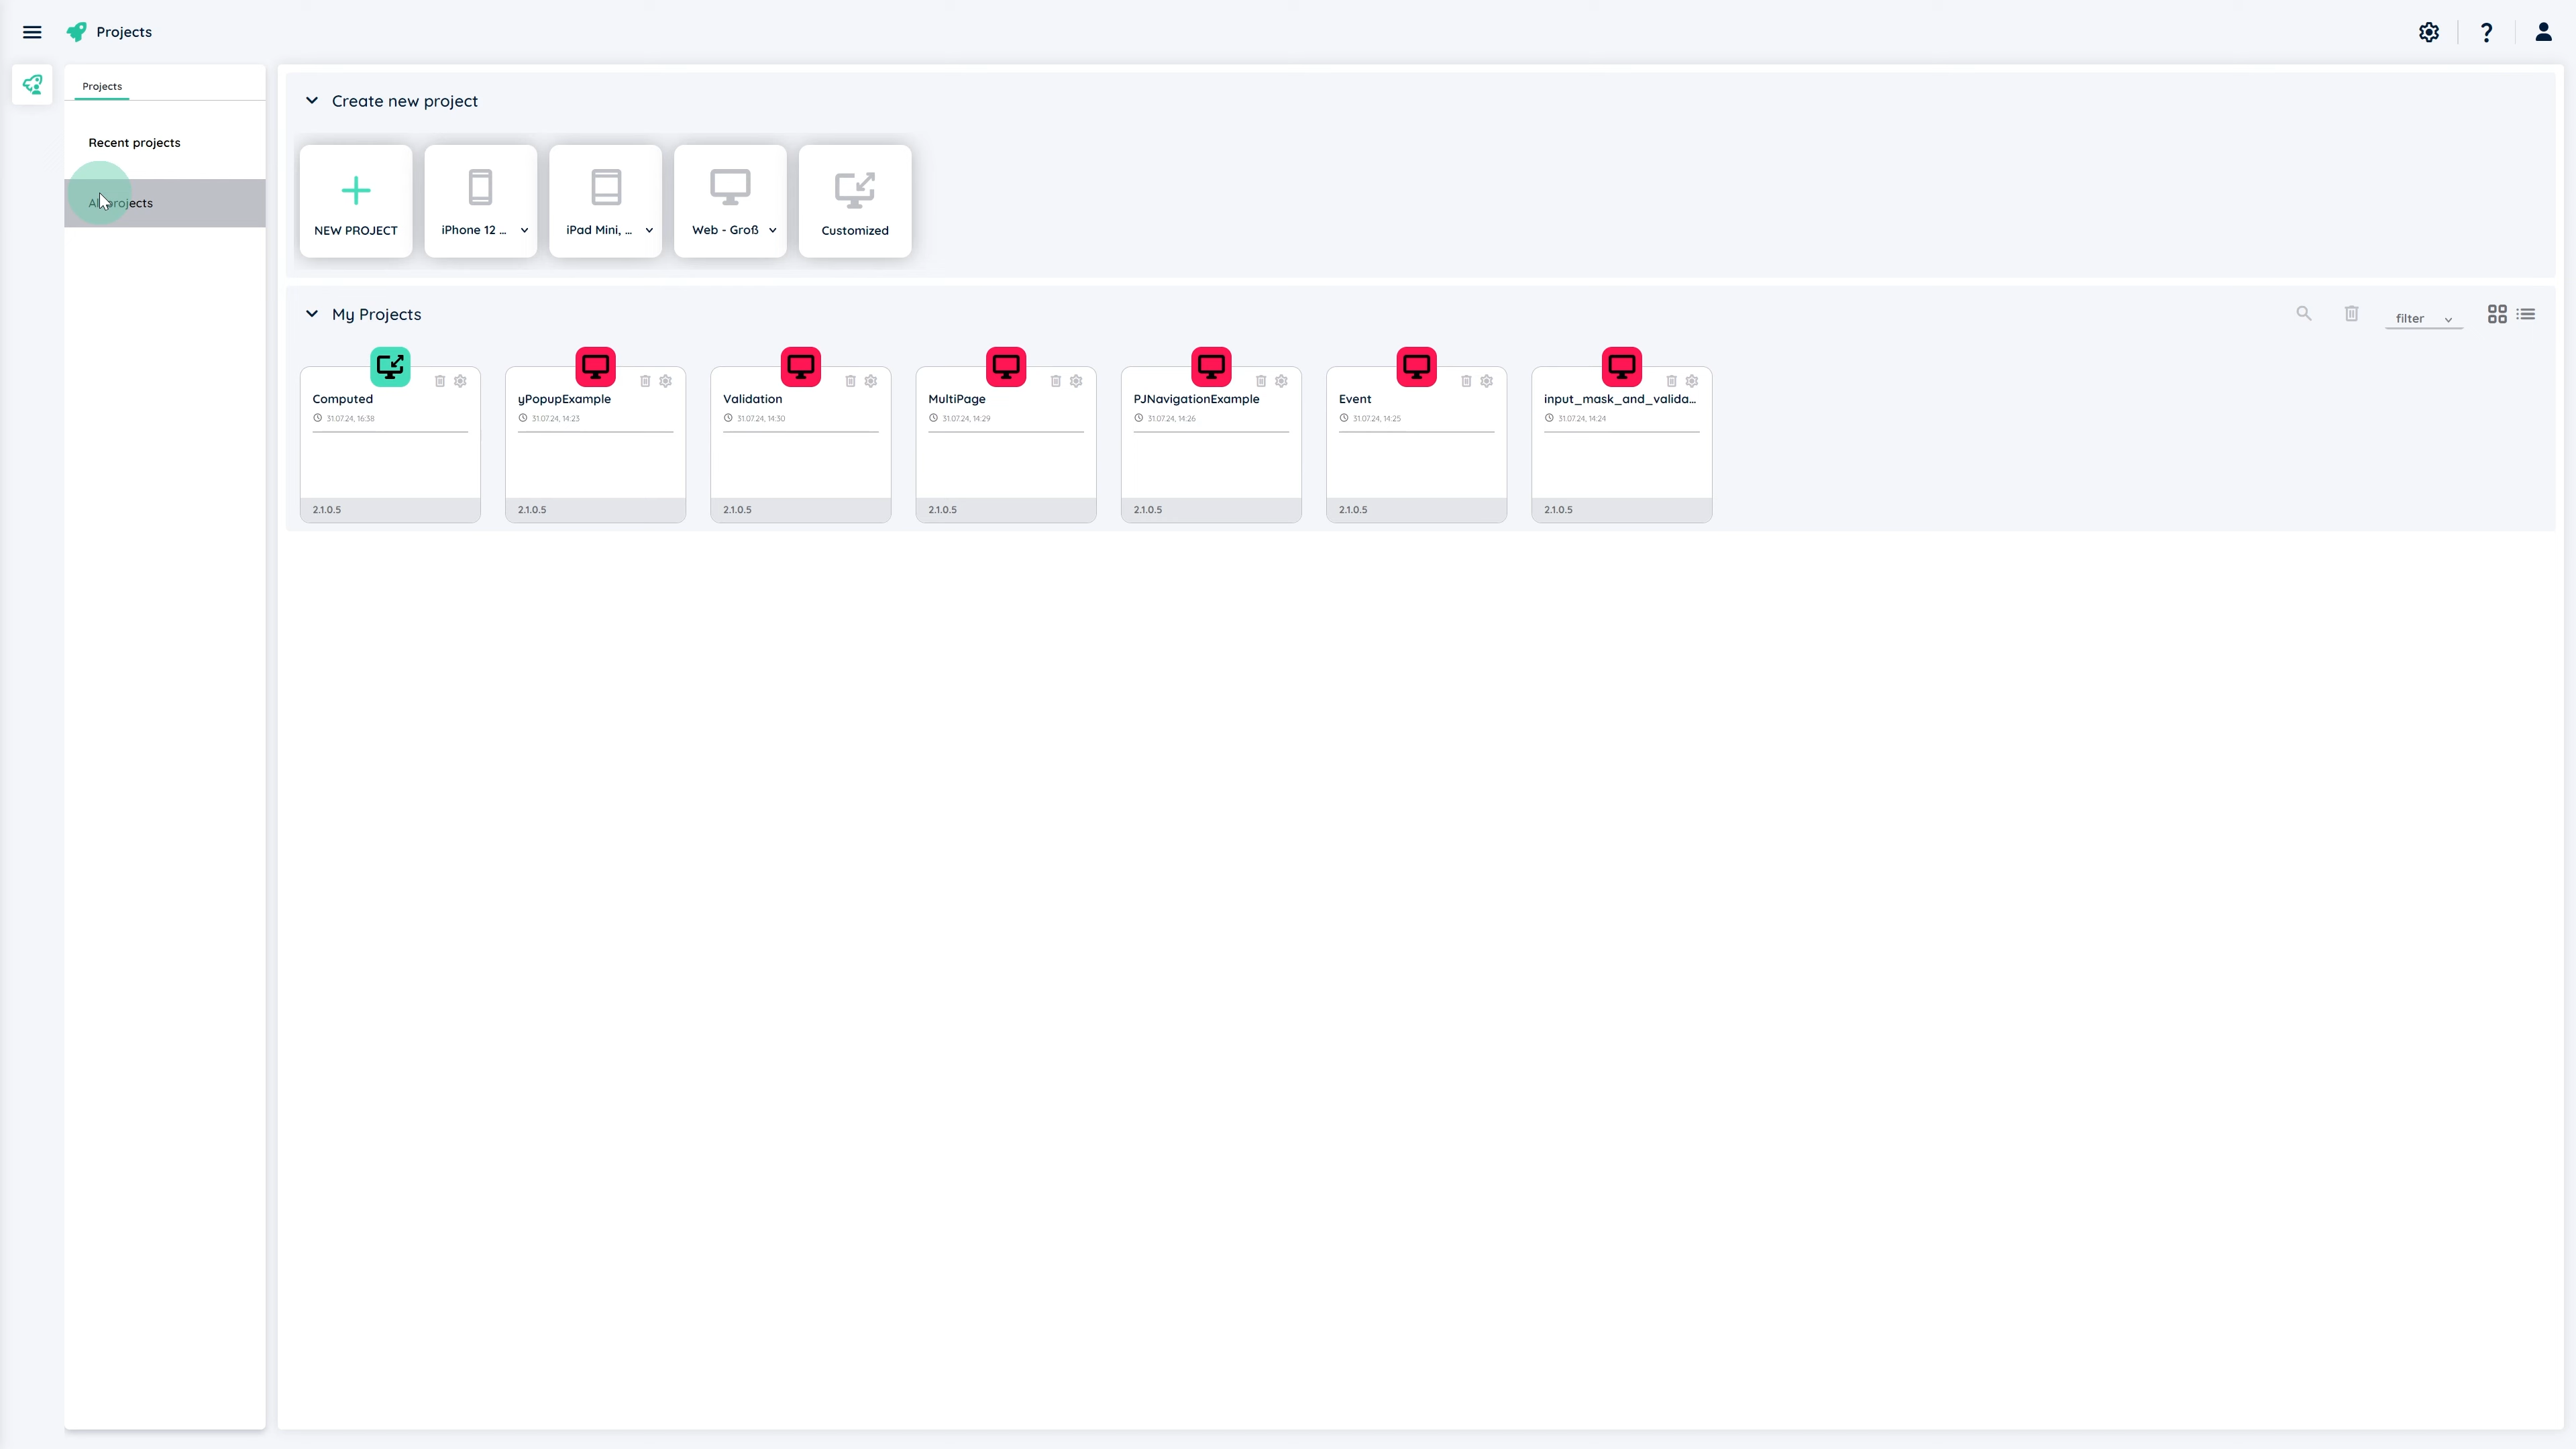 Projects
Projects
Recent projects
projects
Create new project
NEW PROJECT
iPhone 12 ...
iPad Mini, ...
Web - Groß
Customized
My Projects
filter
Computed
31.07.24, 16:38
2.1.0.5
yPopupExample
31.07.24, 14:23
2.1.0.5
Validation
31.07.24, 14:30
2.1.0.5
MultiPage
31.07.24, 14:29
2.1.0.5
PJNavigationExample
31.07.24, 14:26
2.1.0.5
Event
31.07.24, 14:25
2.1.0.5
input_mask_and_valida...
31.07.24, 14:24
2.1.0.5